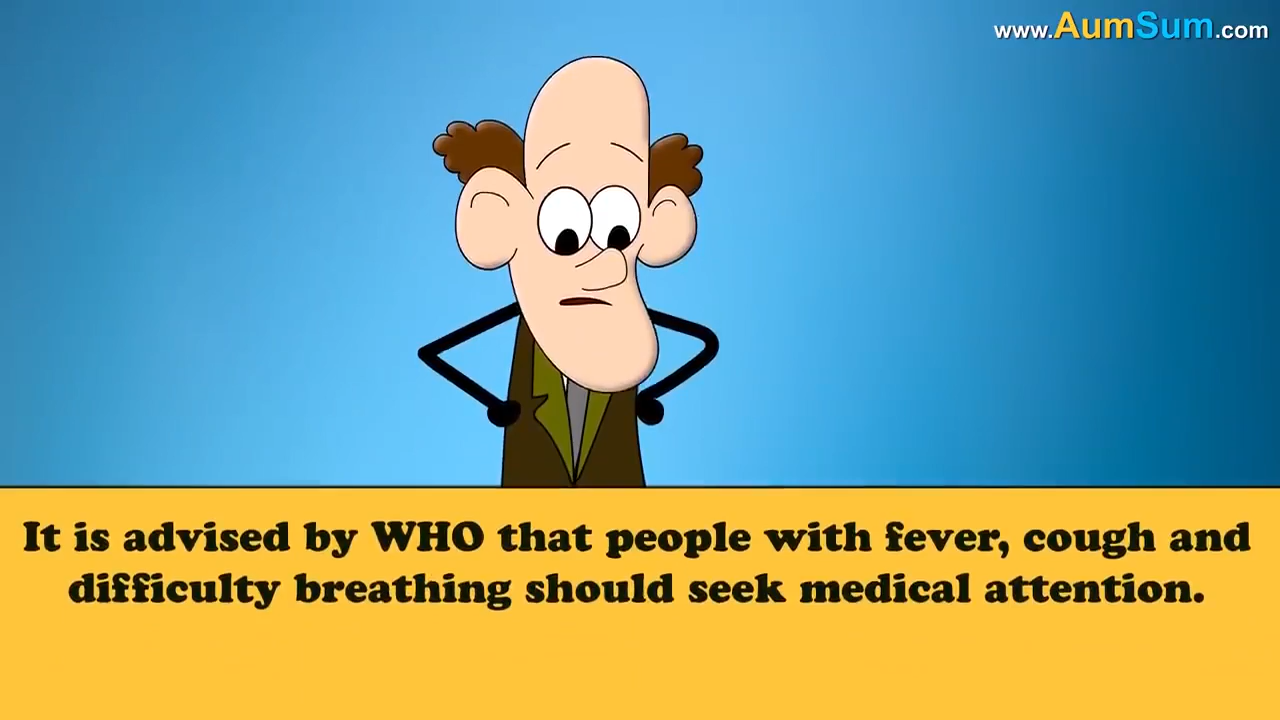 www.AumSum.com
It is advised by WHO that people with fever, cough and
difficulty breathing should seek medical attention.